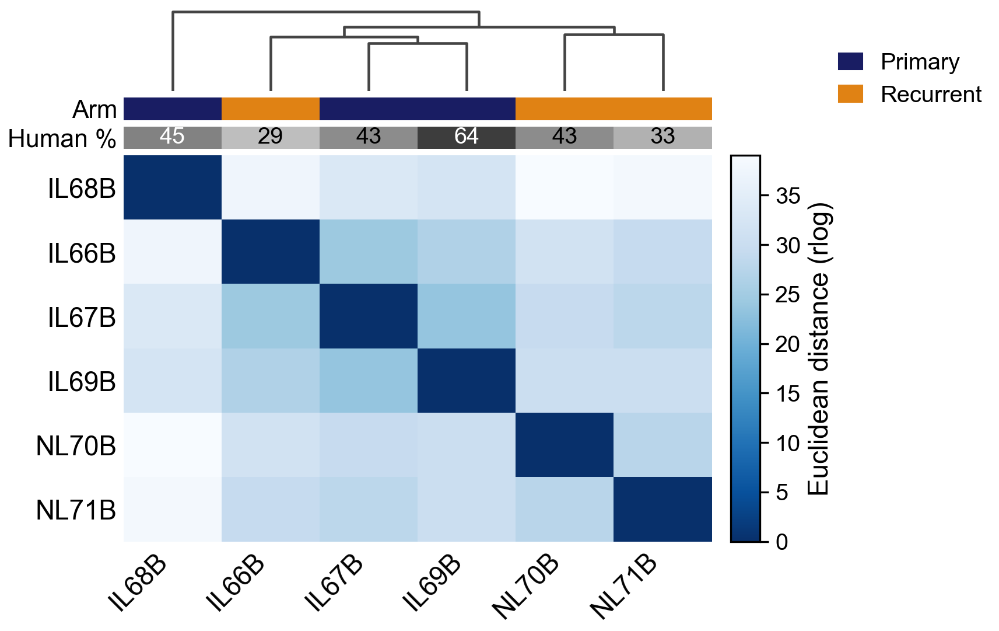 Primary
Recurrent
Arm
Human % 45 29 43 64 43 33
IL68B
IL66B
IL67B
IL69B
NL70B
NL71B
IL68B IL66B IL67B IL69B NL70B NL71B
35
30
25
20
15
10
5
0
Euclidean distance (rlog)